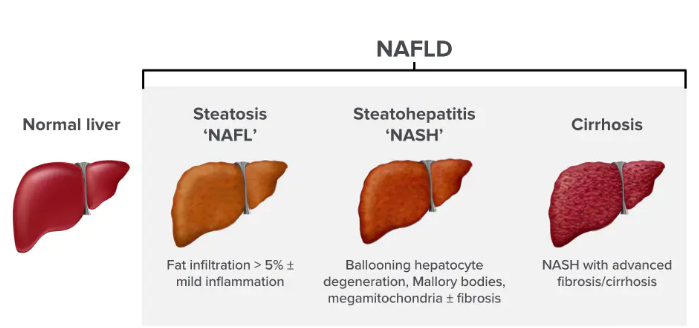 NAFLD
Normal liver
Steatosis
‘NAFL’
Steatohepatitis
‘NASH’
Cirrhosis
Fat infiltration > 5% ±
mild inflammation
Ballooning hepatocyte
degeneration, Mallory bodies,
megamitochondria ± fibrosis
NASH with advanced
fibrosis/cirrhosis